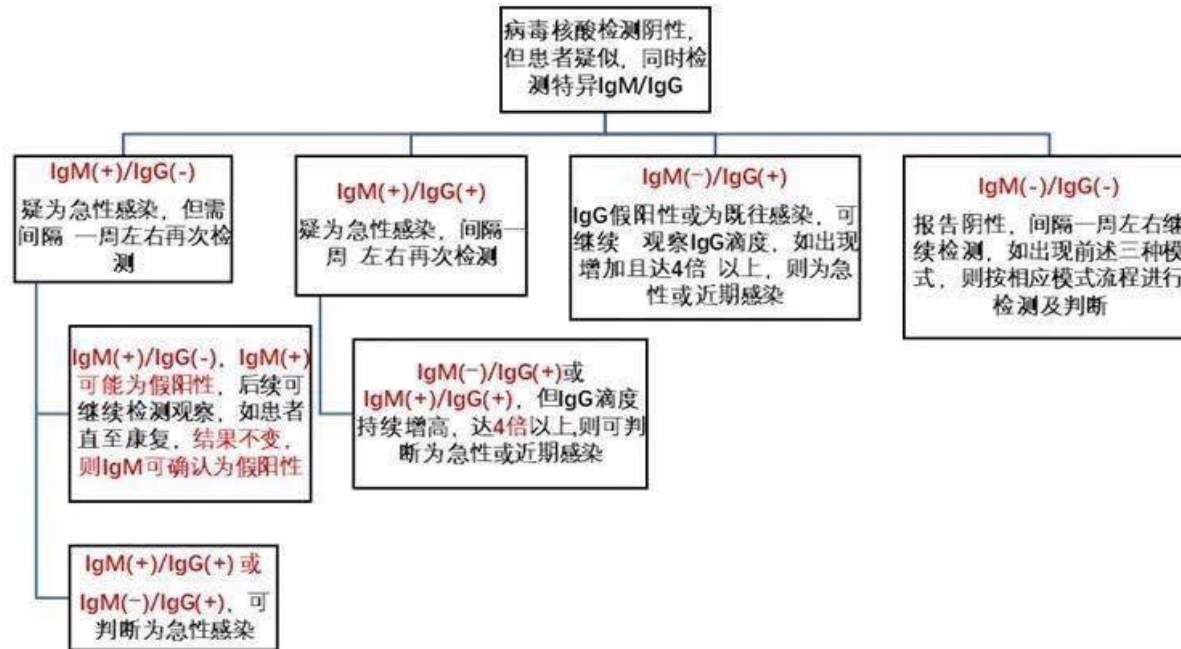 病毒核酸检测阴性,
但患者疑似, 同时检
测特异IgM/IgG
IgM(+)/IgG(-)
疑为急性感染, 但需
间隔 一周左右再次检
测
IgM(+)/IgG(+)
疑为急性感染, 间隔一
周 左右再次检测
IgM(−)/IgG(+)
IgG假阳性或为既往感染, 可
继续 观察IgG滴度, 如出现
增加且达4倍 以上, 则为急
性或近期感染
IgM(-)/IgG(-)
报告阴性, 间隔一周左右继
续检测, 如出现前述三种模
式, 则按相应模式流程进行
检测及判断
IgM(+)/IgG(-), IgM(+)
可能为假阳性, 后续可
继续检测观察, 如患者
直至康复, 结果不变,
则IgM可确认为假阳性
IgM(−)/IgG(+)或
IgM(+)/IgG(+), 但IgG滴度
持续增高, 达4倍以上,则可判
断为急性或近期感染
IgM(+)/IgG(+) 或
IgM(−)/IgG(+), 可
判断为急性感染